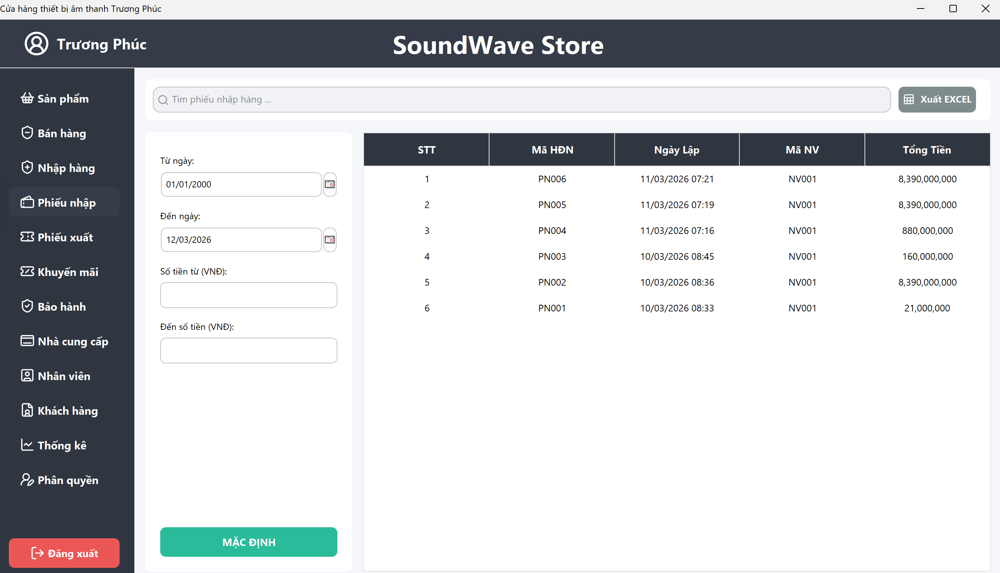 Cửa hàng thiết bị âm thanh Trương Phúc
Trương Phúc
SoundWave Store
Sản phẩm
Bán hàng
Nhập hàng
Phiếu nhập
Phiếu xuất
Khuyến mãi
Bảo hành
Nhà cung cấp
Nhân viên
Khách hàng
Thống kê
Phân quyền
Đăng xuất
Tìm phiếu nhập hàng ...
Xuất EXCEL
Từ ngày:
01/01/2000
Đến ngày:
12/03/2026
Số tiền từ (VNĐ):
Đến số tiền (VNĐ):
MẶC ĐỊNH
STT Mã HĐN Ngày Lập Mã NV Tổng Tiền
1 PN006 11/03/2026 07:21 NV001 8,390,000,000
2 PN005 11/03/2026 07:19 NV001 8,390,000,000
3 PN004 11/03/2026 07:16 NV001 880,000,000
4 PN003 10/03/2026 08:45 NV001 160,000,000
5 PN002 10/03/2026 08:36 NV001 8,390,000,000
6 PN001 10/03/2026 08:33 NV001 21,000,000